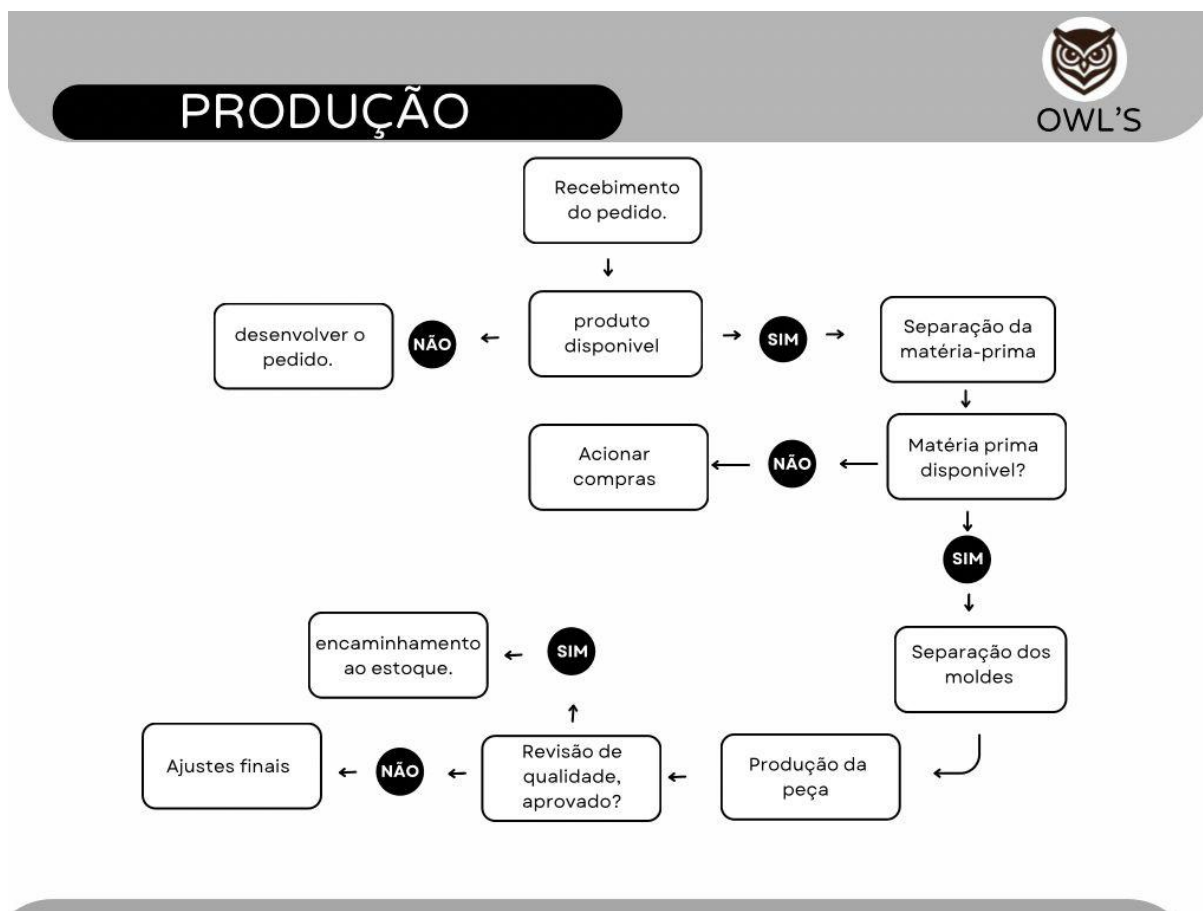 PRODUÇÃO
OWL'S
Recebimento
do pedido.
desenvolver o
pedido.
NÃO
produto
disponivel
SIM
Separação da
matéria-prima
Acionar
compras
NÃO
Matéria prima
disponível?
SIM
Separação dos
moldes
encaminhamento
ao estoque.
SIM
Ajustes finais
NÃO
Revisão de
qualidade,
aprovado?
Produção da
peça